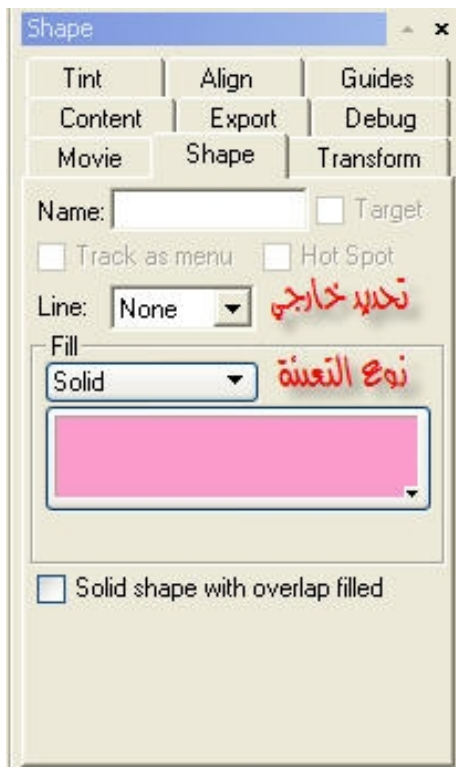 Shape
Tint Align Guides
Content Export Debug
Movie Shape Transform
Name: Target
Track as menu Hot Spot
Line: None تحديد خارجي
Fill
Solid نوع التعبئة
Solid shape with overlap filled